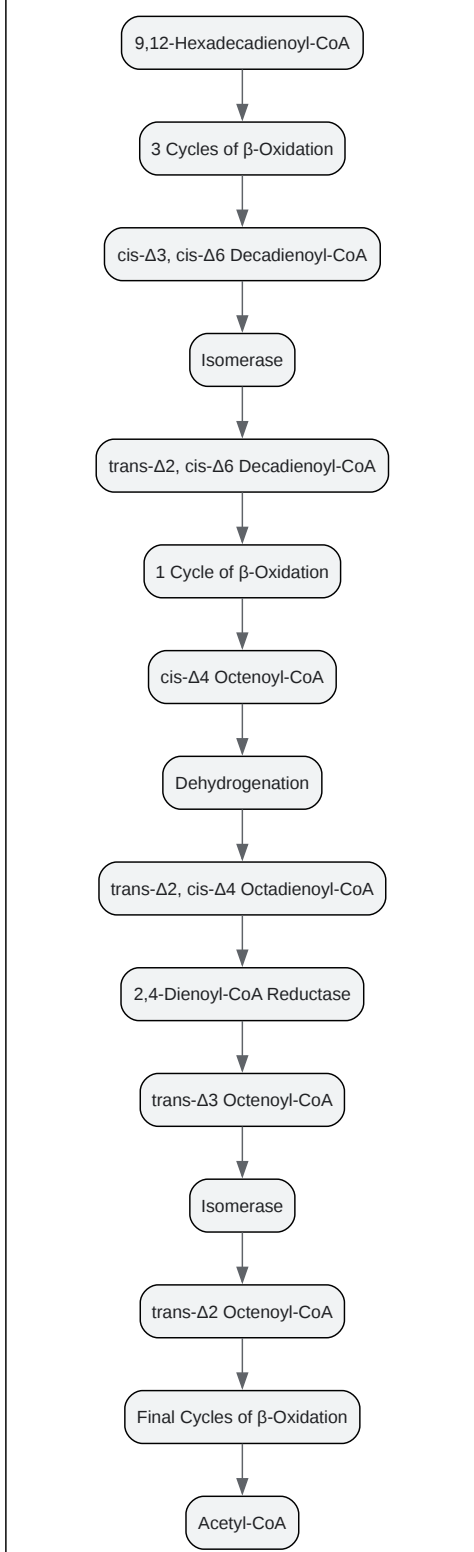 9,12-Hexadecadienoyl-CoA
3 Cycles of β-Oxidation
cis-Δ3, cis-Δ6 Decadienoyl-CoA
Isomerase
trans-Δ2, cis-Δ6 Decadienoyl-CoA
1 Cycle of β-Oxidation
cis-Δ4 Octenoyl-CoA
Dehydrogenation
trans-Δ2, cis-Δ4 Octadienoyl-CoA
2,4-Dienoyl-CoA Reductase
trans-Δ3 Octenoyl-CoA
Isomerase
trans-Δ2 Octenoyl-CoA
Final Cycles of β-Oxidation
Acetyl-CoA